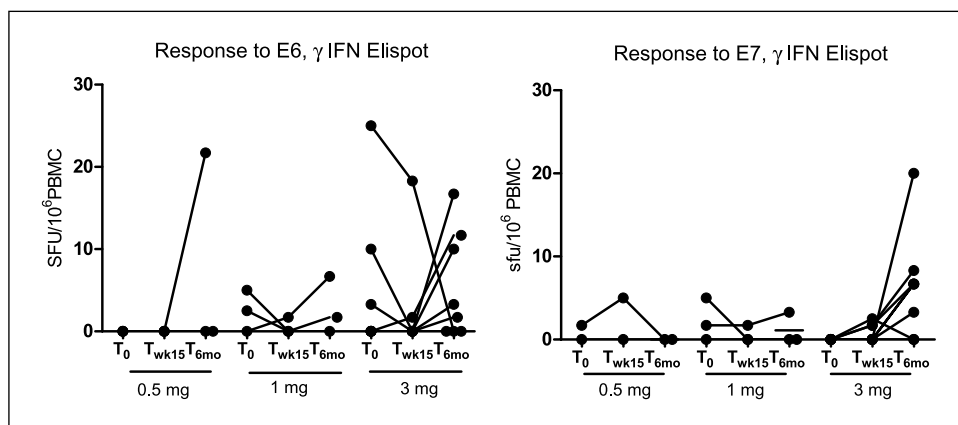 Response to E6, γ IFN Elispot
SFU/10⁶PBMC
30
20
10
0
T₀ Twk15 T6mo T₀ Twk15 T6mo T₀ Twk15 T6mo
0.5 mg 1 mg 3 mg
Response to E7, γ IFN Elispot
sfu/10⁶ PBMC
30
20
10
0
T₀ Twk15 T6mo T₀ Twk15 T6mo T₀ Twk15 T6mo
0.5 mg 1 mg 3 mg